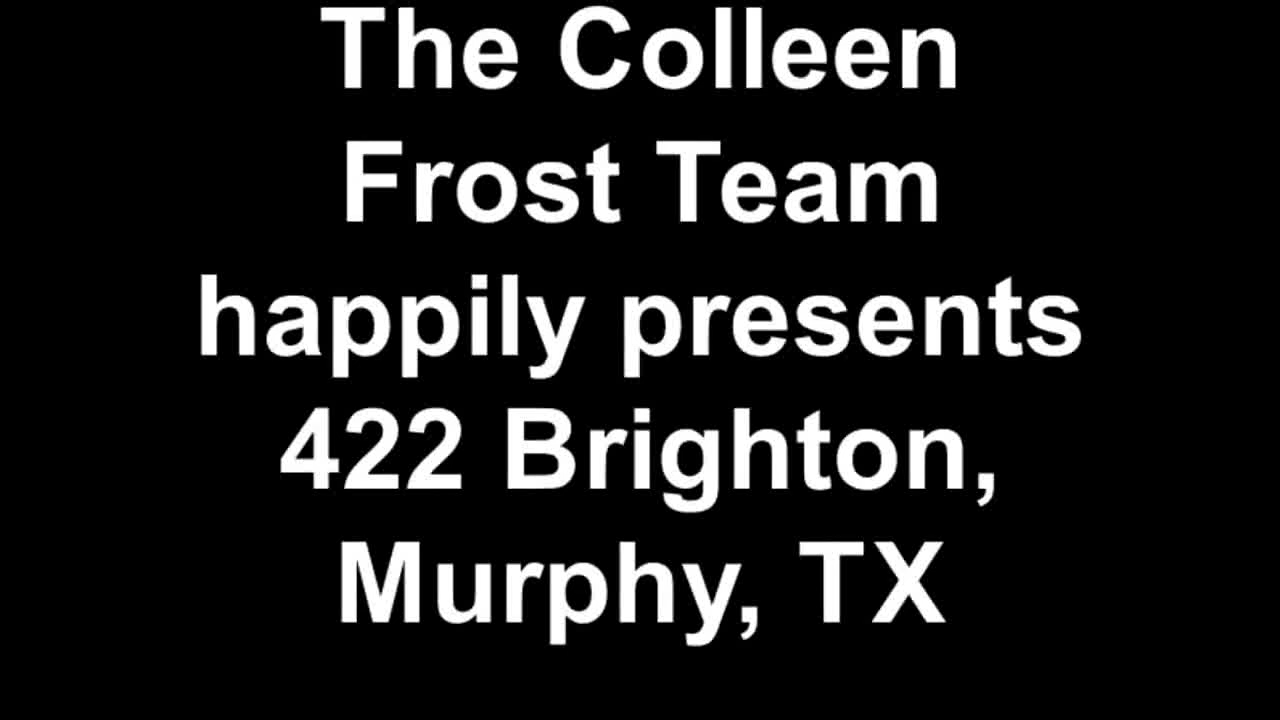 The Colleen
Frost Team
happily presents
422 Brighton,
Murphy, TX